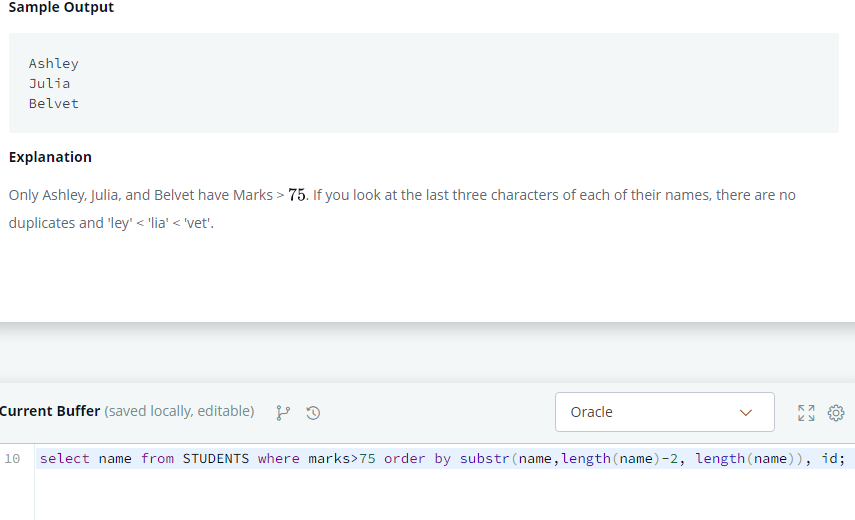 Sample Output
Ashley
Julia
Belvet
Explanation
Only Ashley, Julia, and Belvet have Marks > 75. If you look at the last three characters of each of their names, there are no
duplicates and 'ley' < 'lia' < 'vet'.
Current Buffer (saved locally, editable)
Oracle
10 select name from STUDENTS where marks>75 order by substr(name,length(name)-2, length(name)), id;